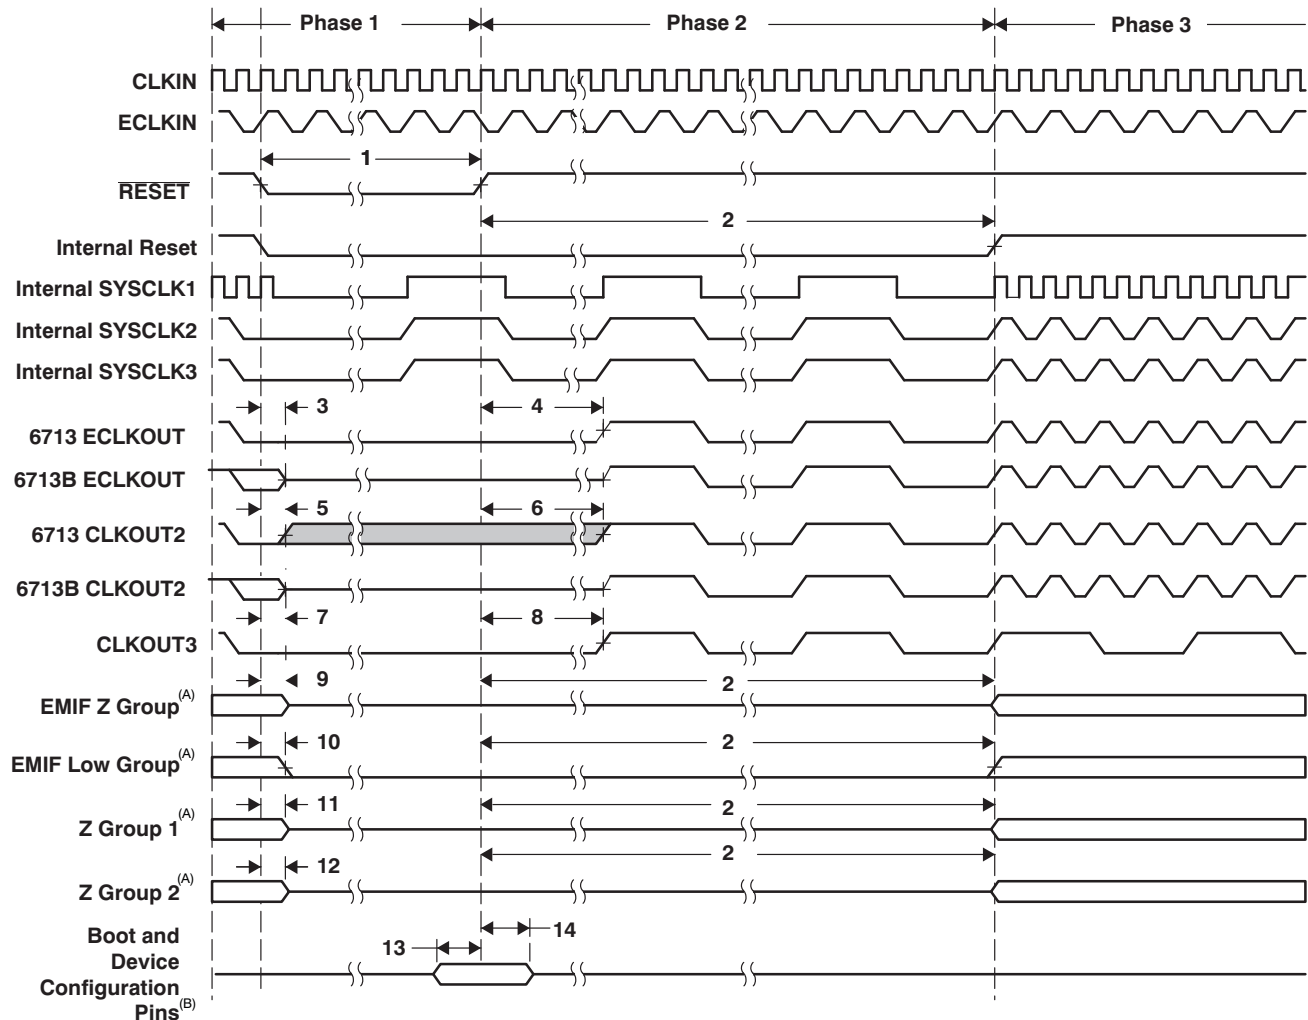 Phase 1
Phase 2
Phase 3
CLKIN
ECLKIN
1
RESET
2
Internal Reset
Internal SYSCLK1
Internal SYSCLK2
Internal SYSCLK3
3
4
6713 ECLKOUT
6713B ECLKOUT
5
6
6713 CLKOUT2
6713B CLKOUT2
7
8
CLKOUT3
9
2
EMIF Z Group(A)
10
2
EMIF Low Group(A)
11
2
Z Group 1(A)
2
12
Z Group 2(A)
14
13
Boot and
Device
Configuration
Pins(B)